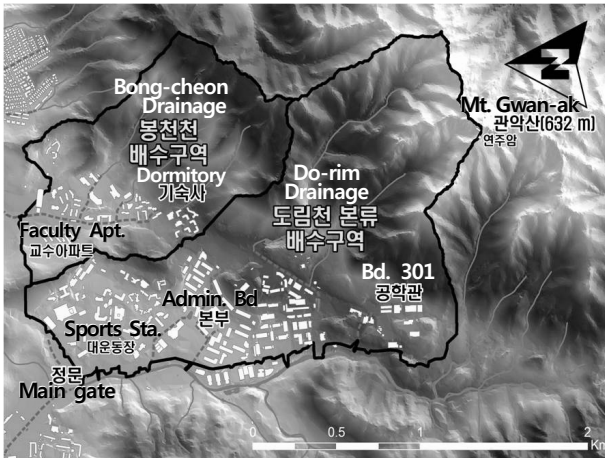 Bong-cheon
Drainage
봉천천
배수구역
Dormitory
기숙사
Faculty Apt.
교수아파트
Mt. Gwan-ak
관악산(632 m)
연주암
Do-rim
Drainage
도림천 본류
배수구역
Bd. 301
공학관
Admin. Bd
본부
Sports Sta.
대운동장
정문
Main gate
N
0 0.5 1 2
Km